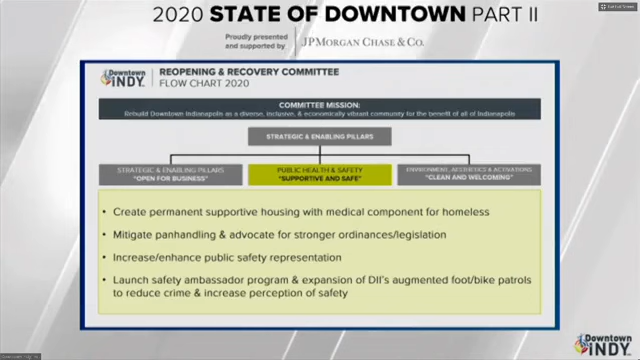 2020 STATE OF DOWNTOWN PART II
Proudly presented
and supported by
JPMORGAN CHASE & CO.
Downtown
INDY
REOPENING & RECOVERY COMMITTEE
FLOW CHART 2020
COMMITTEE MISSION:
Rebuild Downtown Indianapolis as a diverse, inclusive, & economically vibrant community for the benefit of all of Indianapolis
STRATEGIC & ENABLING PILLARS
STRATEGIC & ENABLING PILLARS
"OPEN FOR BUSINESS"
PUBLIC HEALTH & SAFETY
"SUPPORTIVE AND SAFE"
ENVIRONMENT, AESTHETICS & ACTIVATIONS
"CLEAN AND WELCOMING"
• Create permanent supportive housing with medical component for homeless
• Mitigate panhandling & advocate for stronger ordinances/legislation
• Increase/enhance public safety representation
• Launch safety ambassador program & expansion of DII's augmented foot/bike patrols
to reduce crime & increase perception of safety
Downtown
INDY